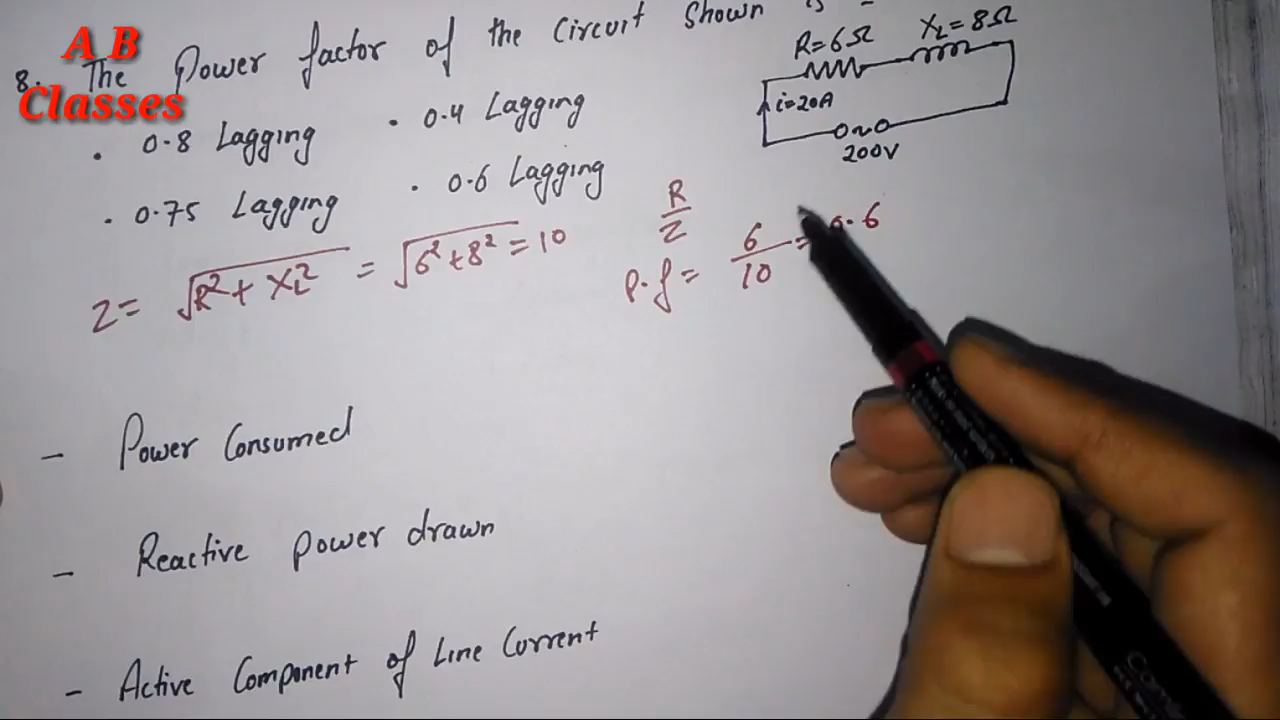 A B
Classes
8. The Power factor of the Circuit Shown is -
R=6Ω XL=8Ω
i=20A
200V
· 0.8 Lagging · 0.4 Lagging
· 0.75 Lagging · 0.6 Lagging
Z = √R²+XL² = √6²+8² = 10
R/Z
P.f = 6/10 = 0.6
- Power Consumed
- Reactive power drawn
- Active Component of Line Current